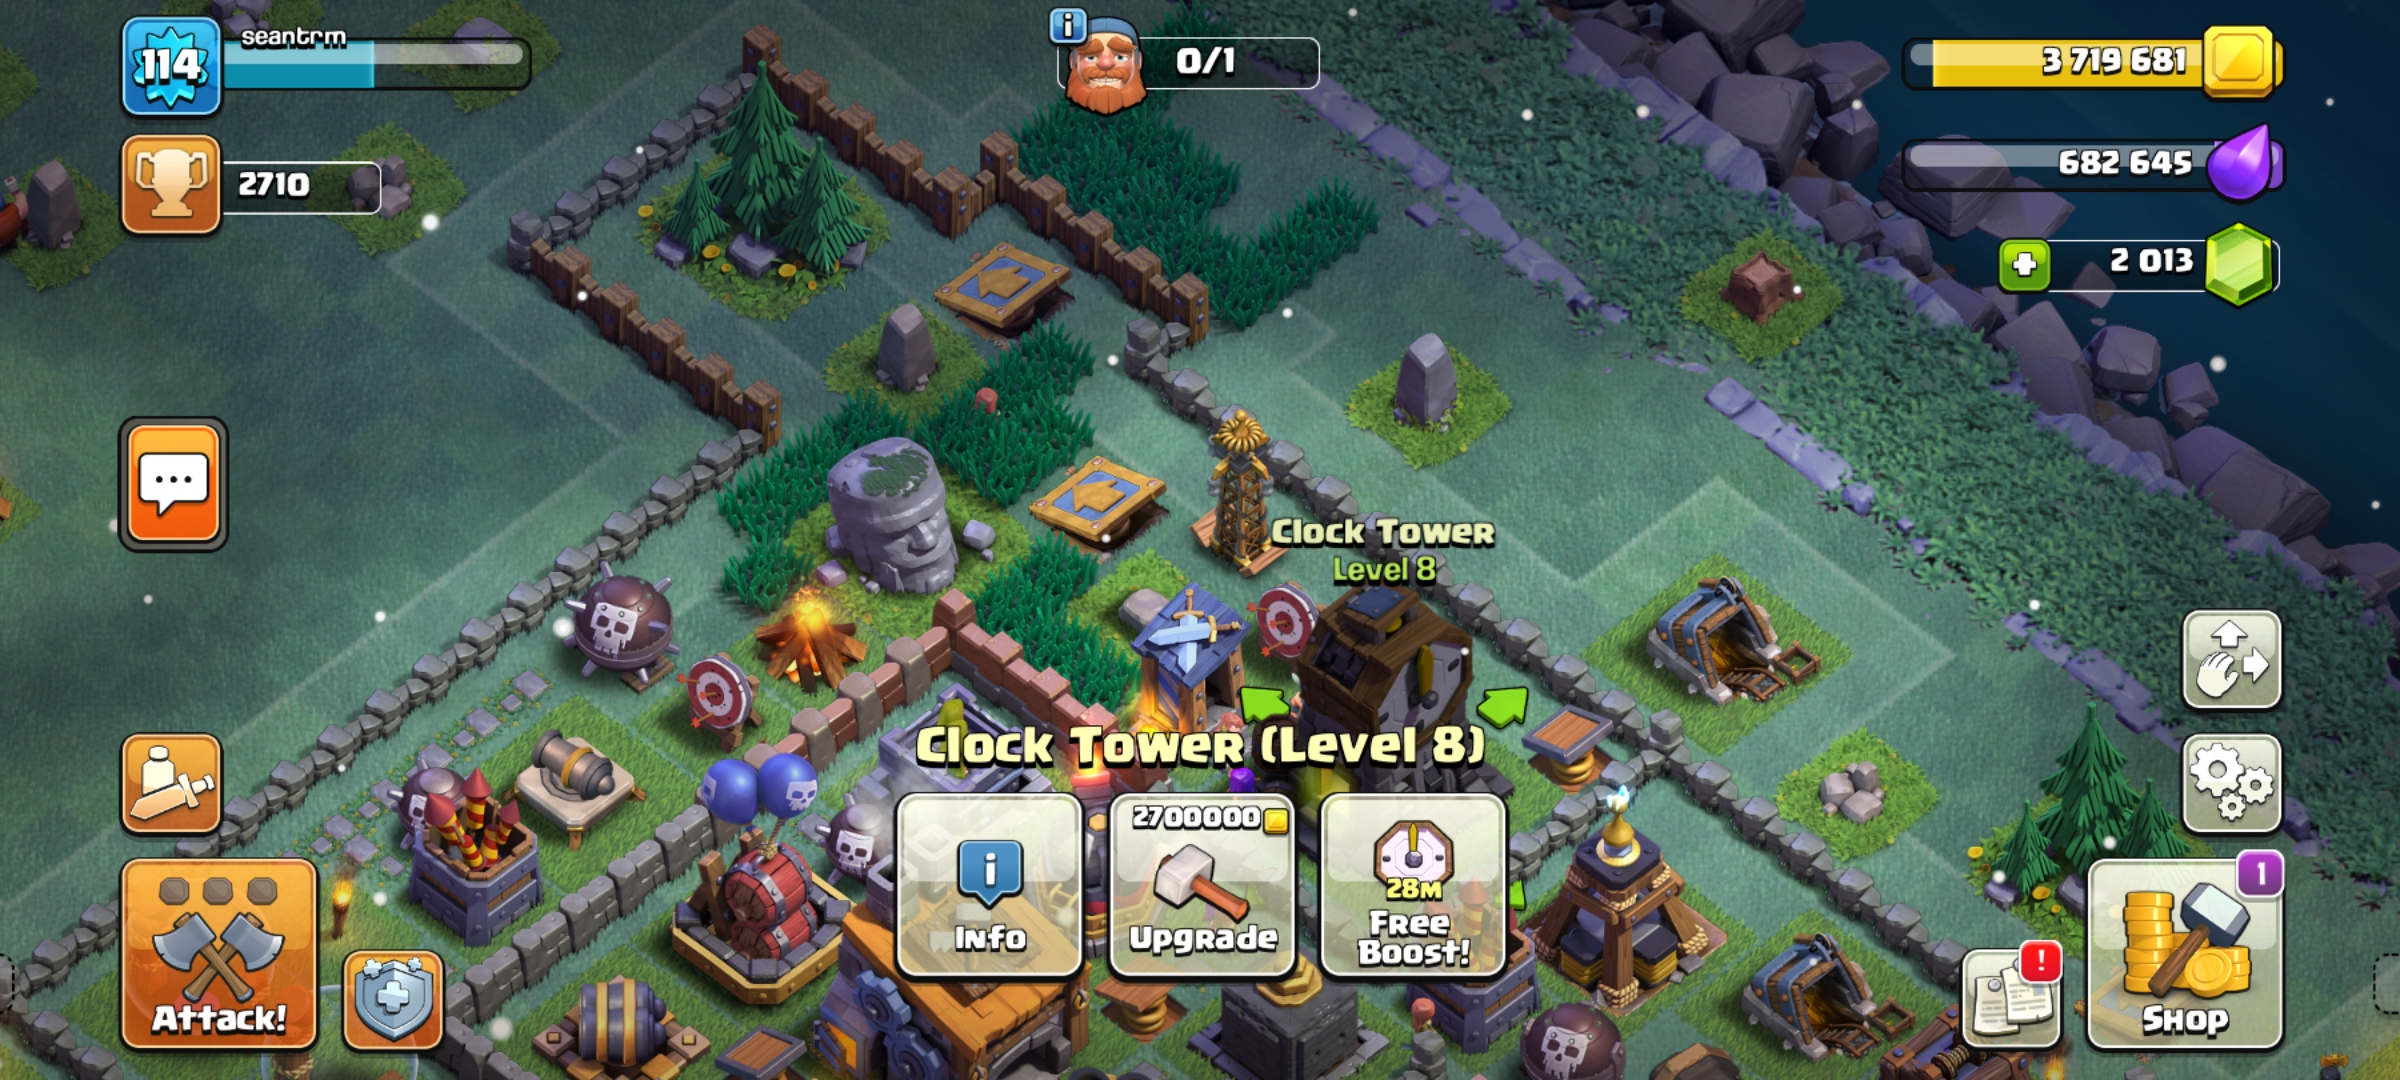 114
seantrm
0/1
3 719 681
2710
682 645
2 013
Clock Tower
Level 8
Clock Tower (Level 8)
Info
2700000
Upgrade
28M
Free
Boost!
Attack!
1
!
Shop